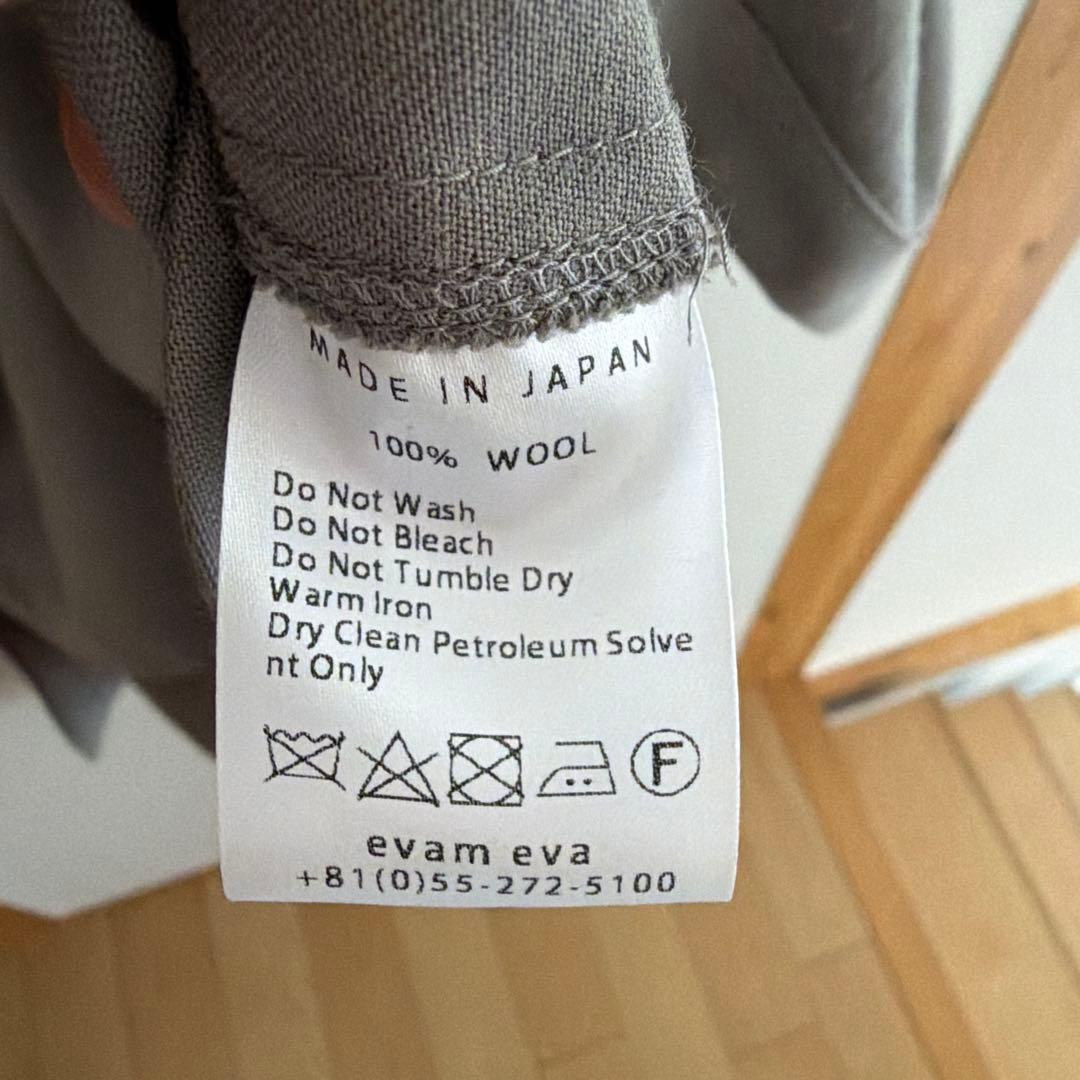 MADE IN JAPAN
100% WOOL
Do Not Wash
Do Not Bleach
Do Not Tumble Dry
Warm Iron
Dry Clean Petroleum Solve
nt Only
F
evam eva
+81(0)55-272-5100